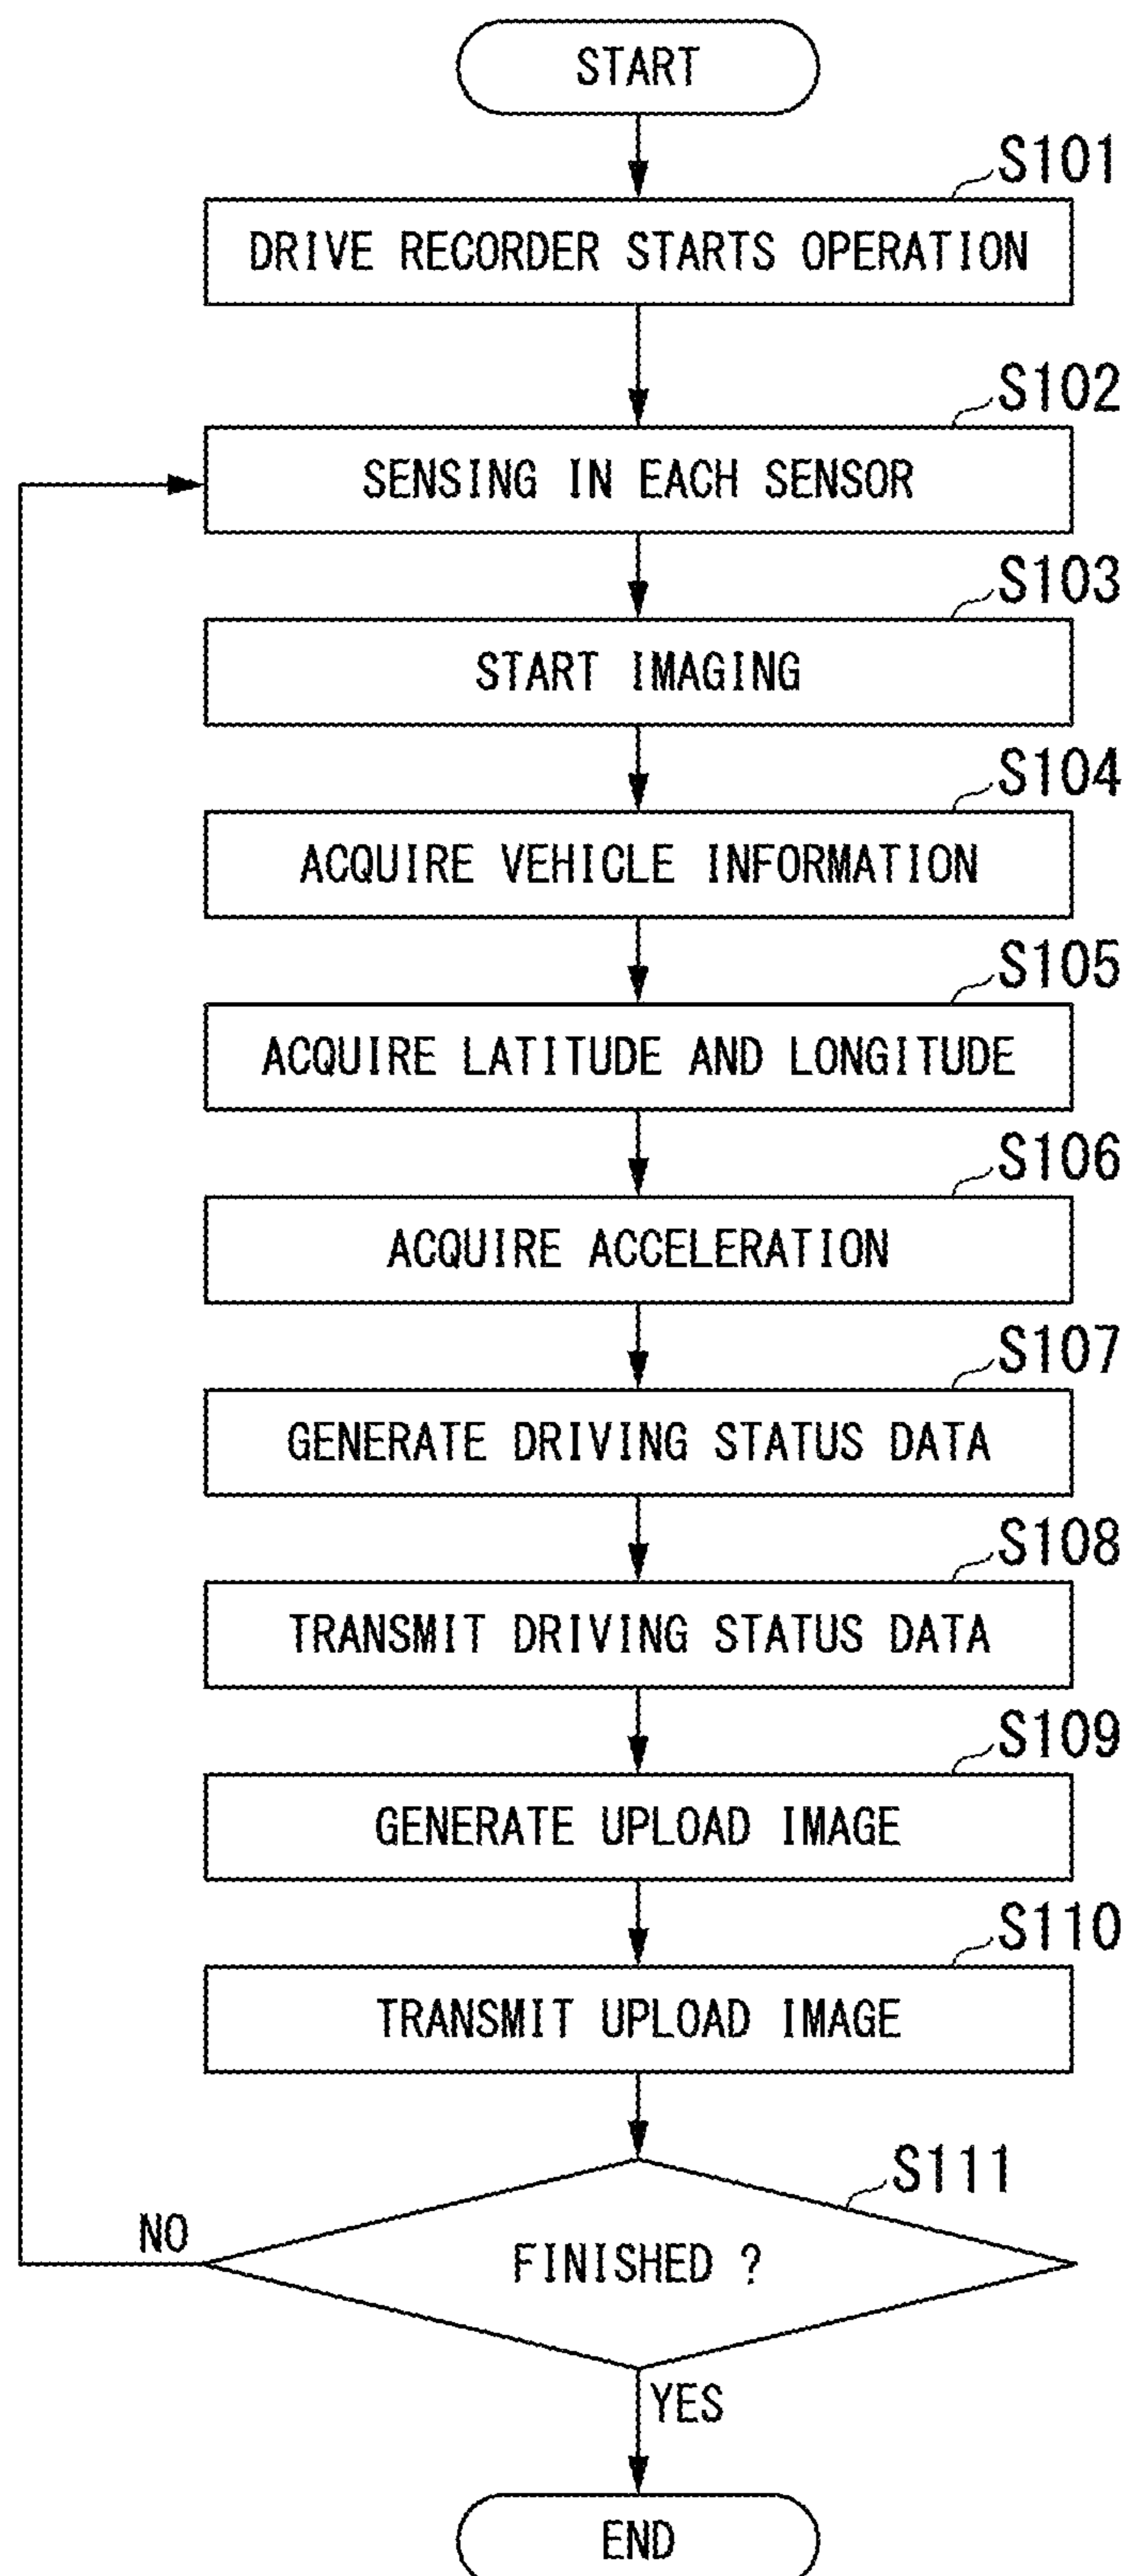 START
S101
DRIVE RECORDER STARTS OPERATION
S102
SENSING IN EACH SENSOR
S103
START IMAGING
S104
ACQUIRE VEHICLE INFORMATION
S105
ACQUIRE LATITUDE AND LONGITUDE
S106
ACQUIRE ACCELERATION
S107
GENERATE DRIVING STATUS DATA
S108
TRANSMIT DRIVING STATUS DATA
S109
GENERATE UPLOAD IMAGE
S110
TRANSMIT UPLOAD IMAGE
S111
NO
FINISHED ?
YES
END